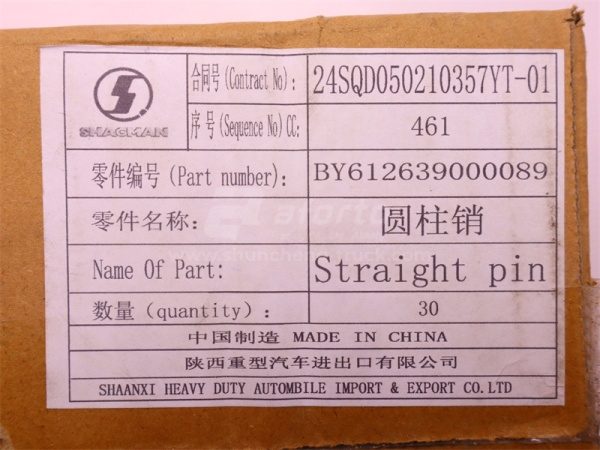 SHACMAN
合同号(Contract No): 24SQD050210357YT-01
序号(Sequence No)CC: 461
零件编号(Part number): BY612639000089
零件名称: 圆柱销
Name Of Part: Straight pin
数量(quantity): 30
中国制造 MADE IN CHINA
陕西重型汽车进出口有限公司
SHAANXI HEAVY DUTY AUTOMBILE IMPORT & EXPORT CO.LTD